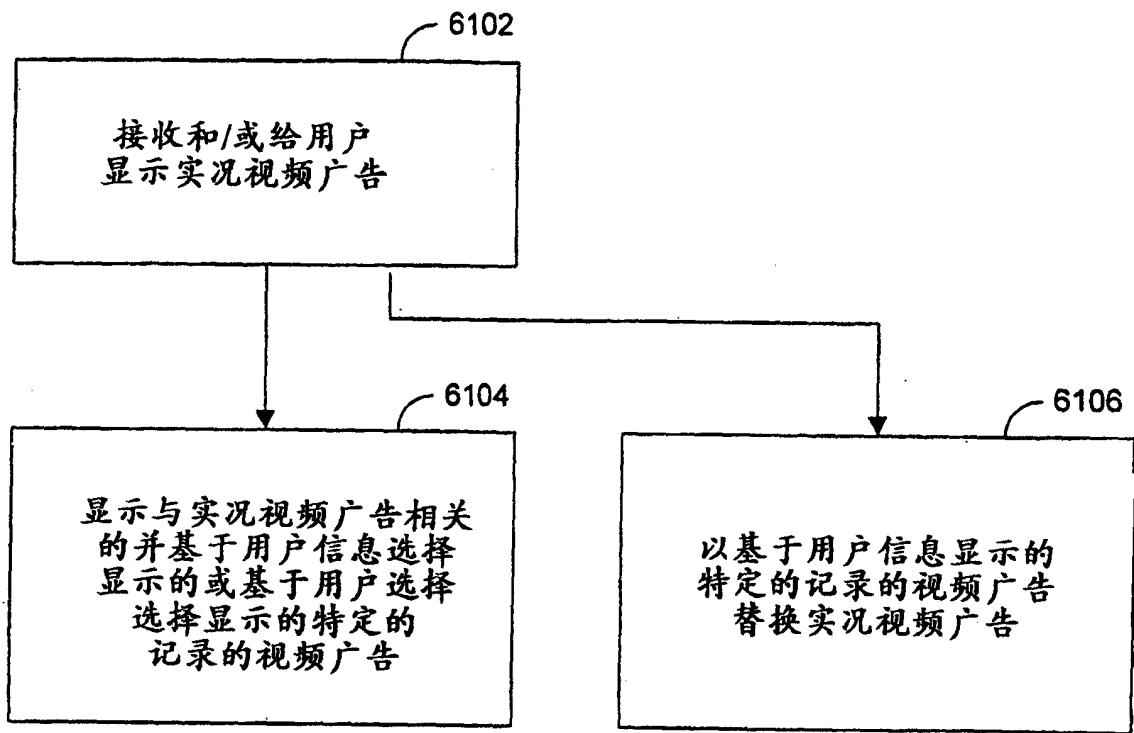 6102
接收和/或给用户
显示实况视频广告
6104
显示与实况视频广告相关
的并基于用户信息选择
显示的或基于用户选择
选择显示的特定的
记录的视频广告
6106
以基于用户信息显示的
特定的记录的视频广告
替换实况视频广告